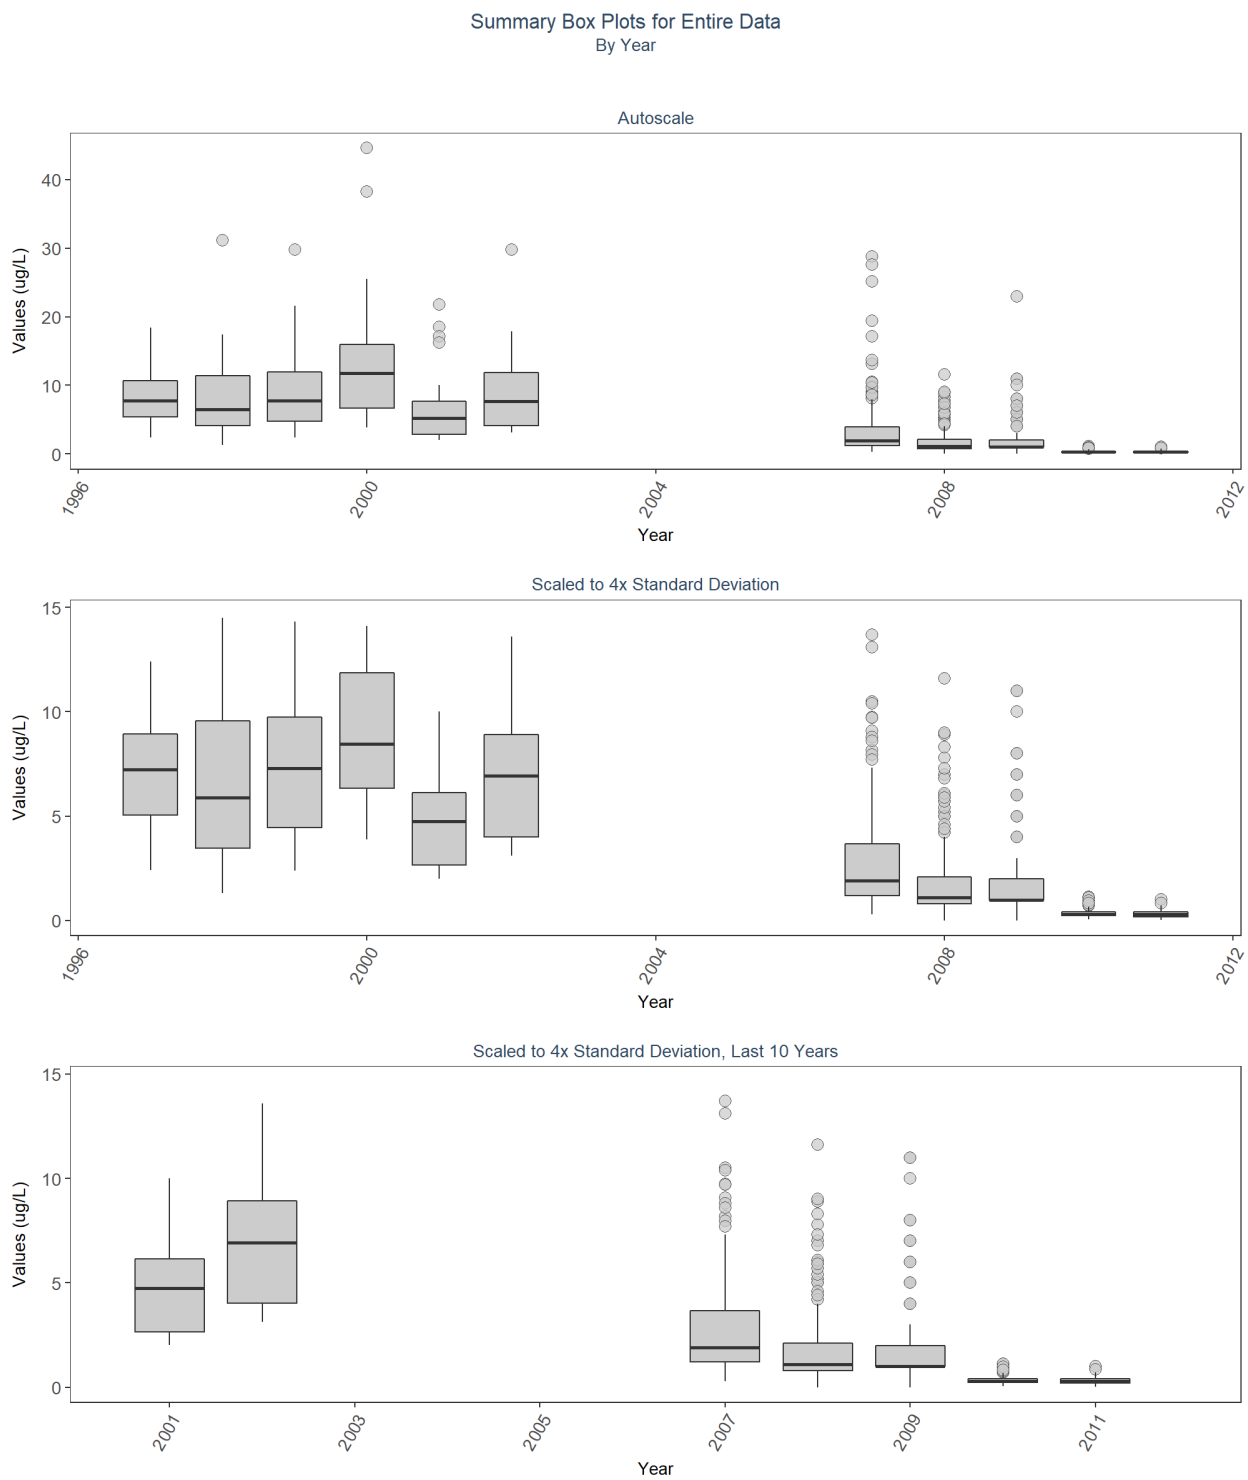 Summary Box Plots for Entire Data
By Year
Autoscale
Values (ug/L)
40
30
20
10
0
1996
2000
2004
2008
2012
Year
Scaled to 4x Standard Deviation
Values (ug/L)
15
10
5
0
1996
2000
2004
2008
2012
Year
Scaled to 4x Standard Deviation, Last 10 Years
Values (ug/L)
15
10
5
0
2001
2003
2005
2007
2009
2011
Year